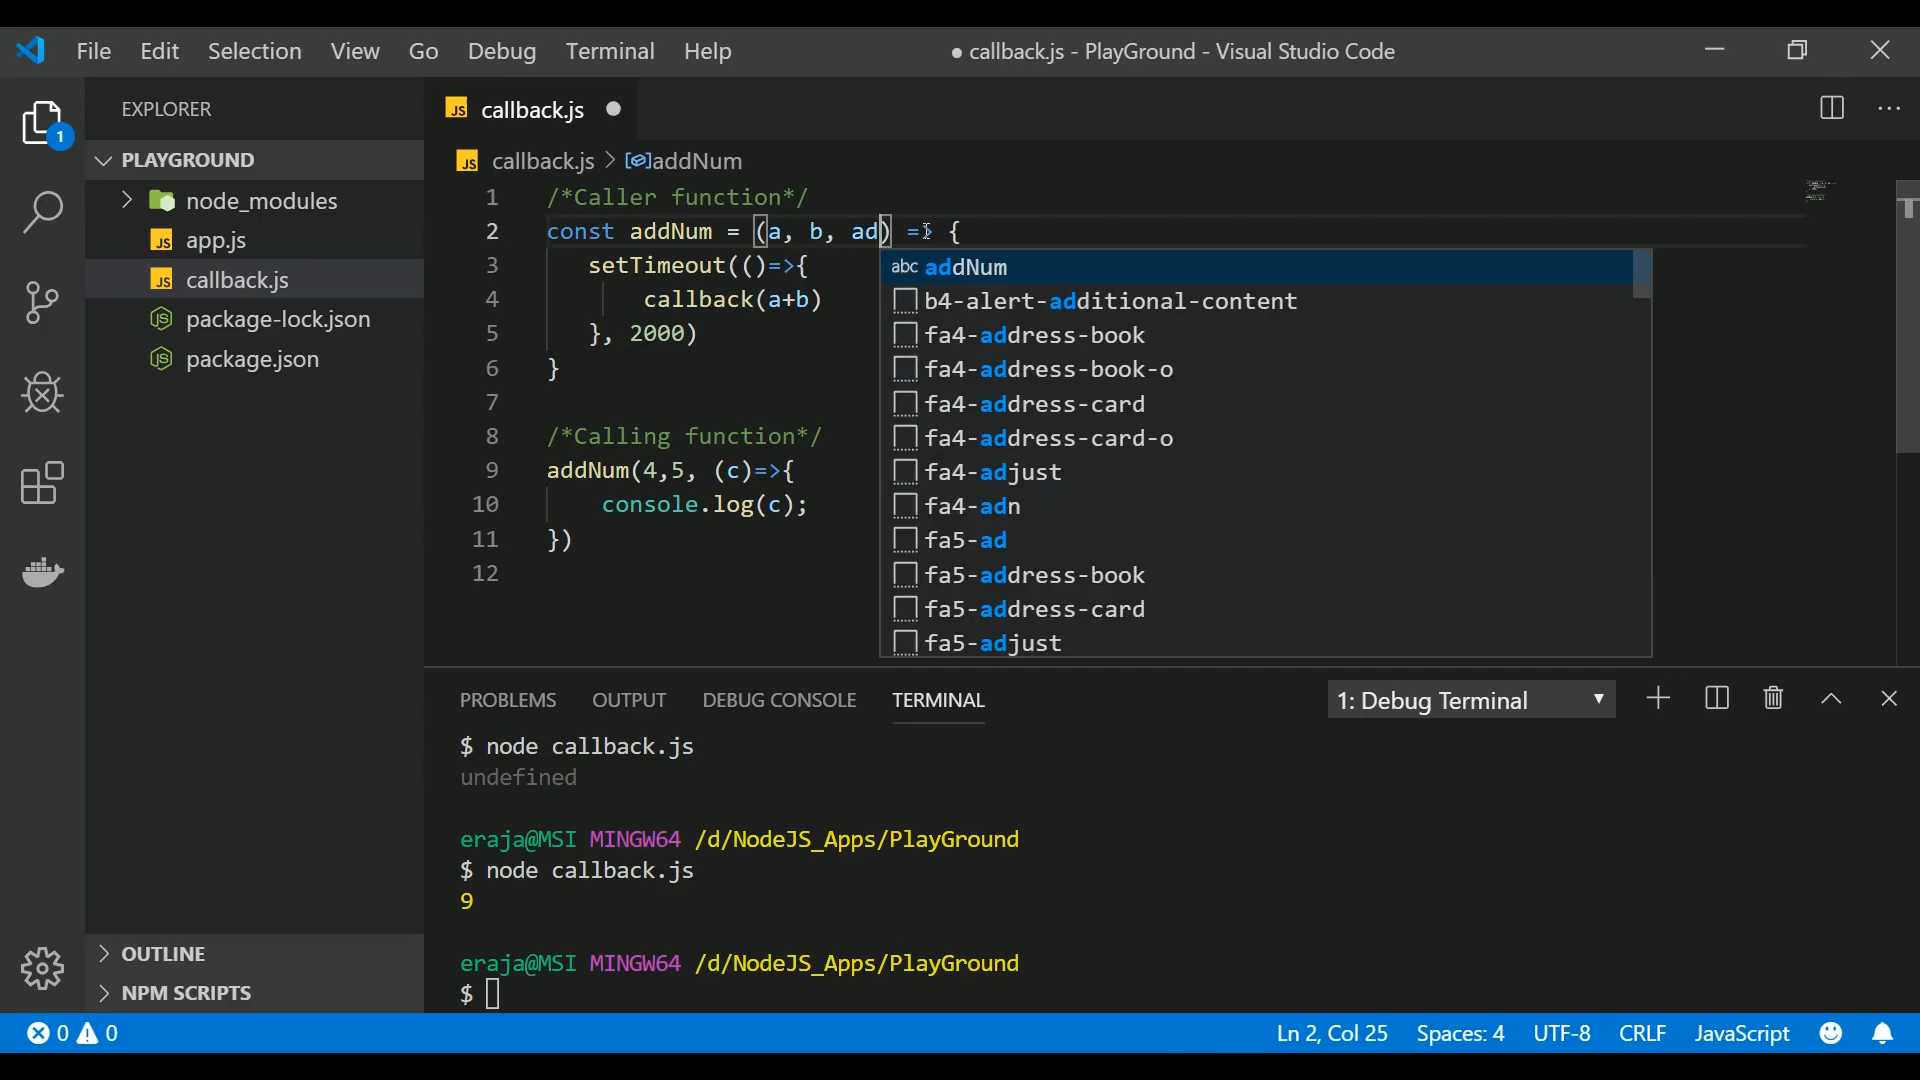 File Edit Selection View Go Debug Terminal Help ● callback.js - PlayGround - Visual Studio Code
EXPLORER
1
PLAYGROUND
node_modules
JS app.js
JS callback.js
package-lock.json
package.json
OUTLINE
NPM SCRIPTS
JS callback.js ●
JS callback.js > addNum
1 /*Caller function*/
2 const addNum = (a, b, ad) => {
3 setTimeout(()=>{
4 callback(a+b)
5 }, 2000)
6 }
7
8 /*Calling function*/
9 addNum(4,5, (c)=>{
10 console.log(c);
11 })
12
abc addNum
b4-alert-additional-content
fa4-address-book
fa4-address-book-o
fa4-address-card
fa4-address-card-o
fa4-adjust
fa4-adn
fa5-ad
fa5-address-book
fa5-address-card
fa5-adjust
PROBLEMS OUTPUT DEBUG CONSOLE TERMINAL 1: Debug Terminal
$ node callback.js
undefined
eraja@MSI MINGW64 /d/NodeJS_Apps/PlayGround
$ node callback.js
9
eraja@MSI MINGW64 /d/NodeJS_Apps/PlayGround
$
0 0 Ln 2, Col 25 Spaces: 4 UTF-8 CRLF JavaScript